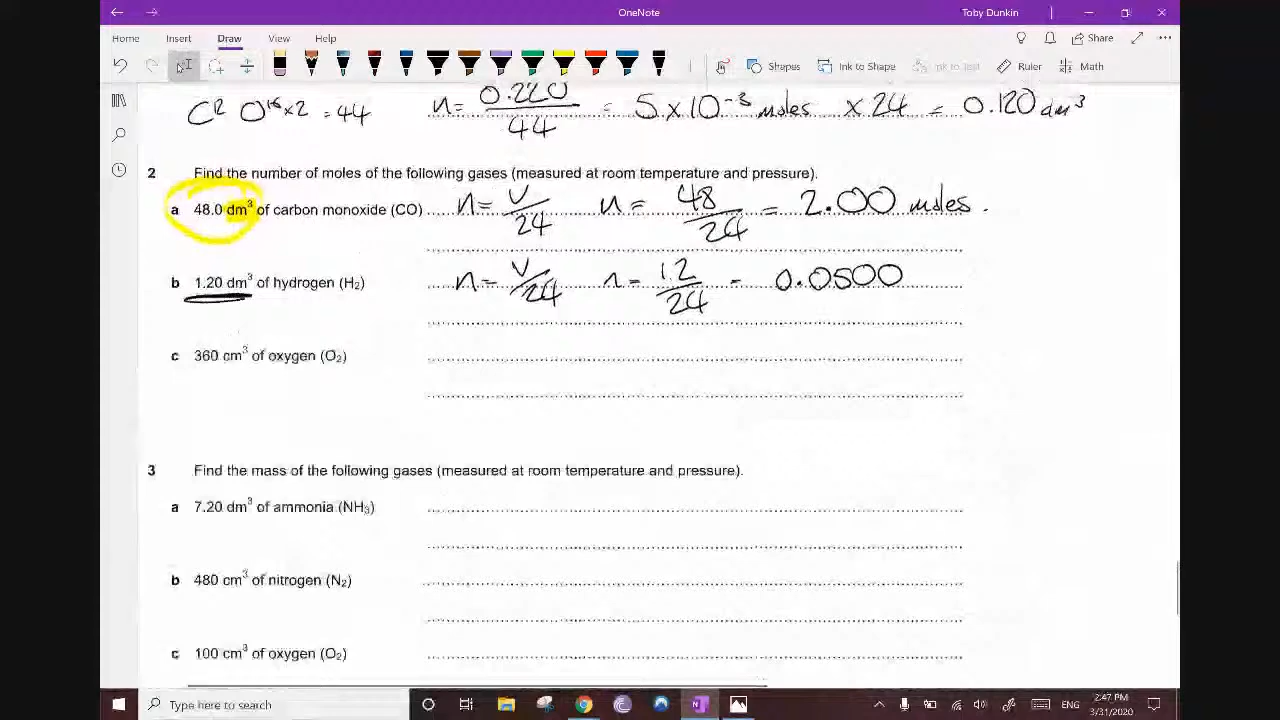 OneNote
Toby Dunkin
Home Insert Draw View Help
Share
Shapes Ink to Shape Ink to Text Ruler Math
C12 O16x2 = 44 n = 0.220/44 = 5 x 10⁻³ moles x 24 = 0.120 dm³
2 Find the number of moles of the following gases (measured at room temperature and pressure).
a 48.0 dm³ of carbon monoxide (CO) n = V/24 n = 48/24 = 2.00 moles.
b 1.20 dm³ of hydrogen (H₂) n = V/24 n = 1.2/24 = 0.0500
c 360 cm³ of oxygen (O₂)
3 Find the mass of the following gases (measured at room temperature and pressure).
a 7.20 dm³ of ammonia (NH₃)
b 480 cm³ of nitrogen (N₂)
c 100 cm³ of oxygen (O₂)
Type here to search
ENG
2:47 PM
3/31/2020